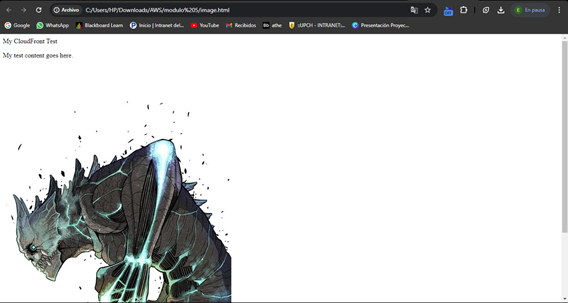 Archivo C:/Users/HP/Downloads/AWS/modulo%205/image.html E En pausa
Google WhatsApp Blackboard Learn Inicio | Intranet del... YouTube Recibidos athe ::UPCH - INTRANET:... Presentación Proyec...
My CloudFront Test
My test content goes here.